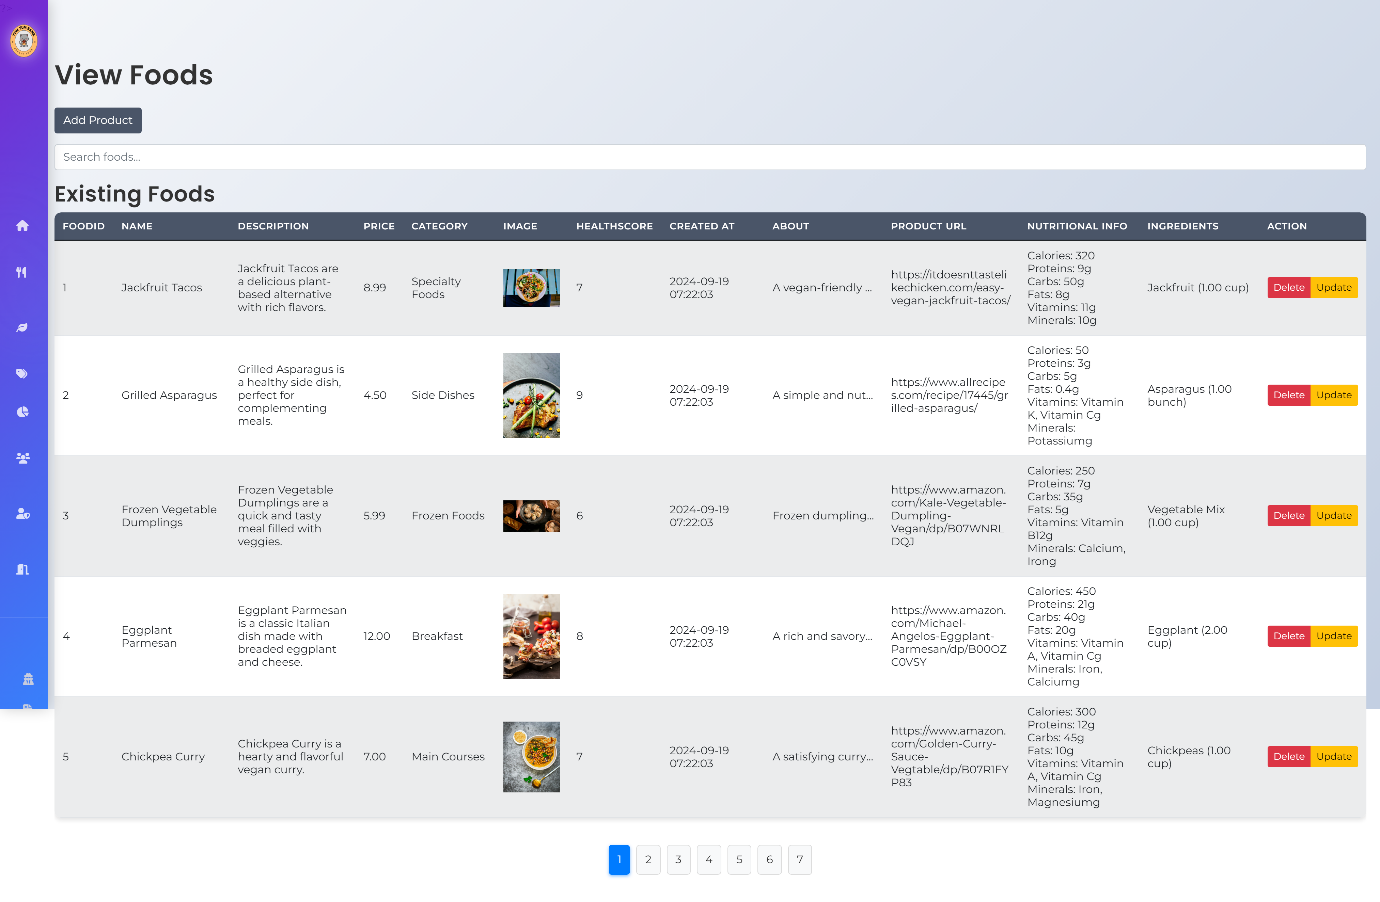 View Foods
Add Product
Search foods...
Existing Foods
FOODID NAME DESCRIPTION PRICE CATEGORY IMAGE HEALTHSCORE CREATED AT ABOUT PRODUCT URL NUTRITIONAL INFO INGREDIENTS ACTION
1
Jackfruit Tacos
Jackfruit Tacos are
a delicious plant-
based alternative
with rich flavors.
8.99
Specialty
Foods
7
2024-09-19
07:22:03
A vegan-friendly ...
https://itdoesnttasteli
kechicken.com/easy-
vegan-jackfruit-tacos/
Calories: 320
Proteins: 9g
Carbs: 50g
Fats: 8g
Vitamins: 11g
Minerals: 10g
Jackfruit (1.00 cup)
Delete Update
2
Grilled Asparagus
Grilled Asparagus is
a healthy side dish,
perfect for
complementing
meals.
4.50
Side Dishes
9
2024-09-19
07:22:03
A simple and nut...
https://www.allrecipe
s.com/recipe/17445/gr
illed-asparagus/
Calories: 50
Proteins: 3g
Carbs: 5g
Fats: 0.4g
Vitamins: Vitamin
K, Vitamin Cg
Minerals:
Potassiumg
Asparagus (1.00
bunch)
Delete Update
3
Frozen Vegetable
Dumplings
Frozen Vegetable
Dumplings are a
quick and tasty
meal filled with
veggies.
5.99
Frozen Foods
6
2024-09-19
07:22:03
Frozen dumpling...
https://www.amazon.
com/Kale-Vegetable-
Dumpling-
Vegan/dp/B07WNRL
DQJ
Calories: 250
Proteins: 7g
Carbs: 35g
Fats: 5g
Vitamins: Vitamin
B12g
Minerals: Calcium,
Irong
Vegetable Mix
(1.00 cup)
Delete Update
4
Eggplant
Parmesan
Eggplant Parmesan
is a classic Italian
dish made with
breaded eggplant
and cheese.
12.00
Breakfast
8
2024-09-19
07:22:03
A rich and savory...
https://www.amazon.
com/Michael-
Angelos-Eggplant-
Parmesan/dp/B00OZ
C0V5Y
Calories: 450
Proteins: 21g
Carbs: 40g
Fats: 20g
Vitamins: Vitamin
A, Vitamin Cg
Minerals: Iron,
Calciumg
Eggplant (2.00
cup)
Delete Update
5
Chickpea Curry
Chickpea Curry is a
hearty and flavorful
vegan curry.
7.00
Main Courses
7
2024-09-19
07:22:03
A satisfying curry...
https://www.amazon.
com/Golden-Curry-
Sauce-
Vegtable/dp/B07R1FY
P83
Calories: 300
Proteins: 12g
Carbs: 45g
Fats: 10g
Vitamins: Vitamin
A, Vitamin Cg
Minerals: Iron,
Magnesiumg
Chickpeas (1.00
cup)
Delete Update
1 2 3 4 5 6 7